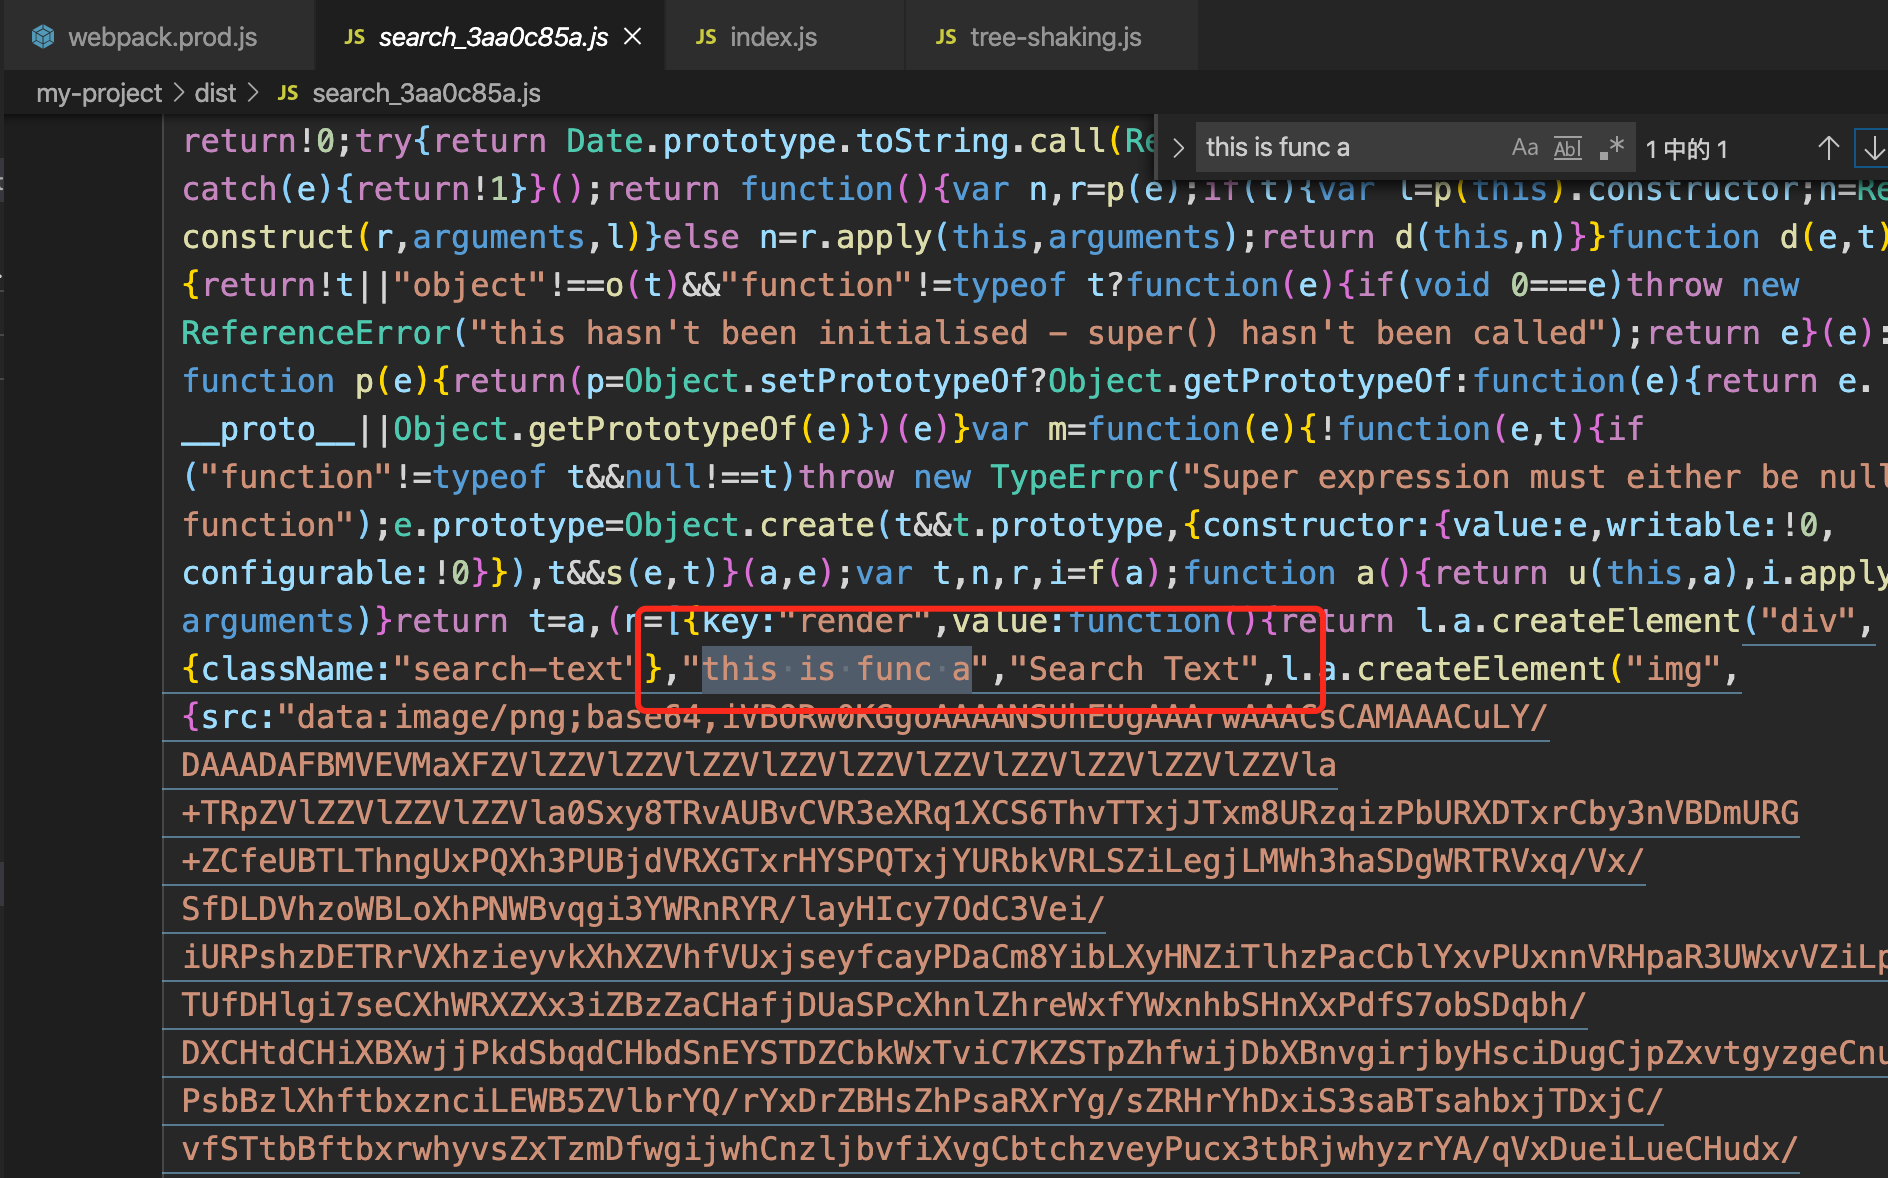 webpack.prod.js
JS search_3aa0c85a.js
JS index.js
JS tree-shaking.js
my-project > dist > JS search_3aa0c85a.js
this is func a
Aa Abl .*
1 中的 1
return!0;try{return Date.prototype.toString.call(Re
catch(e){return!1}}();return function(){var n,r=p(e);if(t){var l=p(this).constructor;n=Re
construct(r,arguments,l)}else n=r.apply(this,arguments);return d(this,n)}}function d(e,t)
{return!t||"object"!==o(t)&&"function"!=typeof t?function(e){if(void 0===e)throw new
ReferenceError("this hasn't been initialised - super() hasn't been called");return e}(e):
function p(e){return(p=Object.setPrototypeOf?Object.getPrototypeOf:function(e){return e.
__proto__||Object.getPrototypeOf(e)})(e)}var m=function(e){!function(e,t){if
("function"!=typeof t&&null!==t)throw new TypeError("Super expression must either be null
function");e.prototype=Object.create(t&&t.prototype,{constructor:{value:e,writable:!0,
configurable:!0}}),t&&s(e,t)}(a,e);var t,n,r,i=f(a);function a(){return u(this,a),i.apply
arguments)}return t=a,(r=[{key:"render",value:function(){return l.a.createElement("div",
{className:"search-text"},"this is func a","Search Text",l.a.createElement("img",
{src:"data:image/png;base64,iVBORw0KGgoAAAANSUhEUgAAArwAAACsCAMAAACuLY/
DAAADAFBMVEVMaXFZVlZZVlZZVlZZVlZZVlZZVlZZVlZZVlZZVlZZVlZZVla
+TRpZVlZZVlZZVlZZVla0Sxy8TRvAUBvCVR3eXRq1XCS6ThvTTxjJTxm8URzqizPbURXDTxrCby3nVBDmURG
+ZCfeUBTLThngUxPQXh3PUBjdVRXGTxrHYSPQTxjYURbkVRLSZiLegjLMWh3haSDgWRTRVxq/Vx/
SfDLDVhzoWBLoXhPNWBvqgi3YWRnRYR/layHIcy7OdC3Vei/
iURPshzDETRrVXhzieyvkXhXZVhfVUxjseyfcayPDaCm8YibLXyHNZiTlhzPacCblYxvPUxnnVRHpaR3UWxvVZiLp
TUfDHlgi7seCXhWRXZXx3iZBzZaCHafjDUaSPcXhnlZhreWxfYWxnhbSHnXxPdfS7obSDqbh/
DXCHtdCHiXBXwjjPkdSbqdCHbdSnEYSTDZCbkWxTviC7KZSTpZhfwijDbXBnvgirjbyHsciDugCjpZxvtgyzgeCnu
PsbBzlXhftbxznciLEWB5ZVlbrYQ/rYxDrZBHsZhPsaRXrYg/sZRHrYhDxiS3saBTsahbxjTDxjC/
vfSTtbBftbxrwhyvsZxTzmDfwgijwhCnzljbvfiXvgCbtchzveyPucx3tbRjwhyzrYA/qVxDueiLueCHudx/